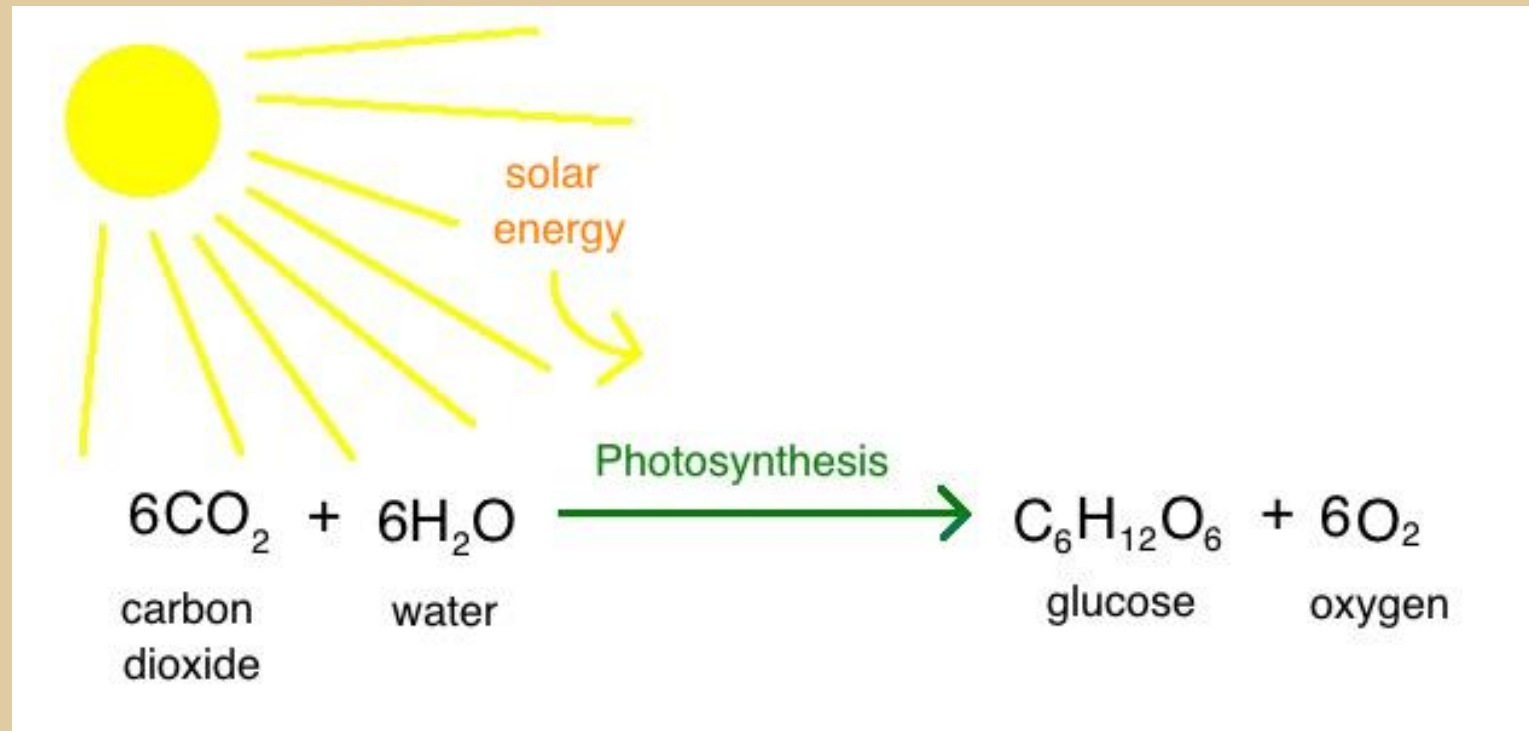 solar
energy
Photosynthesis
6CO₂ + 6H₂O C₆H₁₂O₆ + 6O₂
carbon
dioxide water glucose oxygen